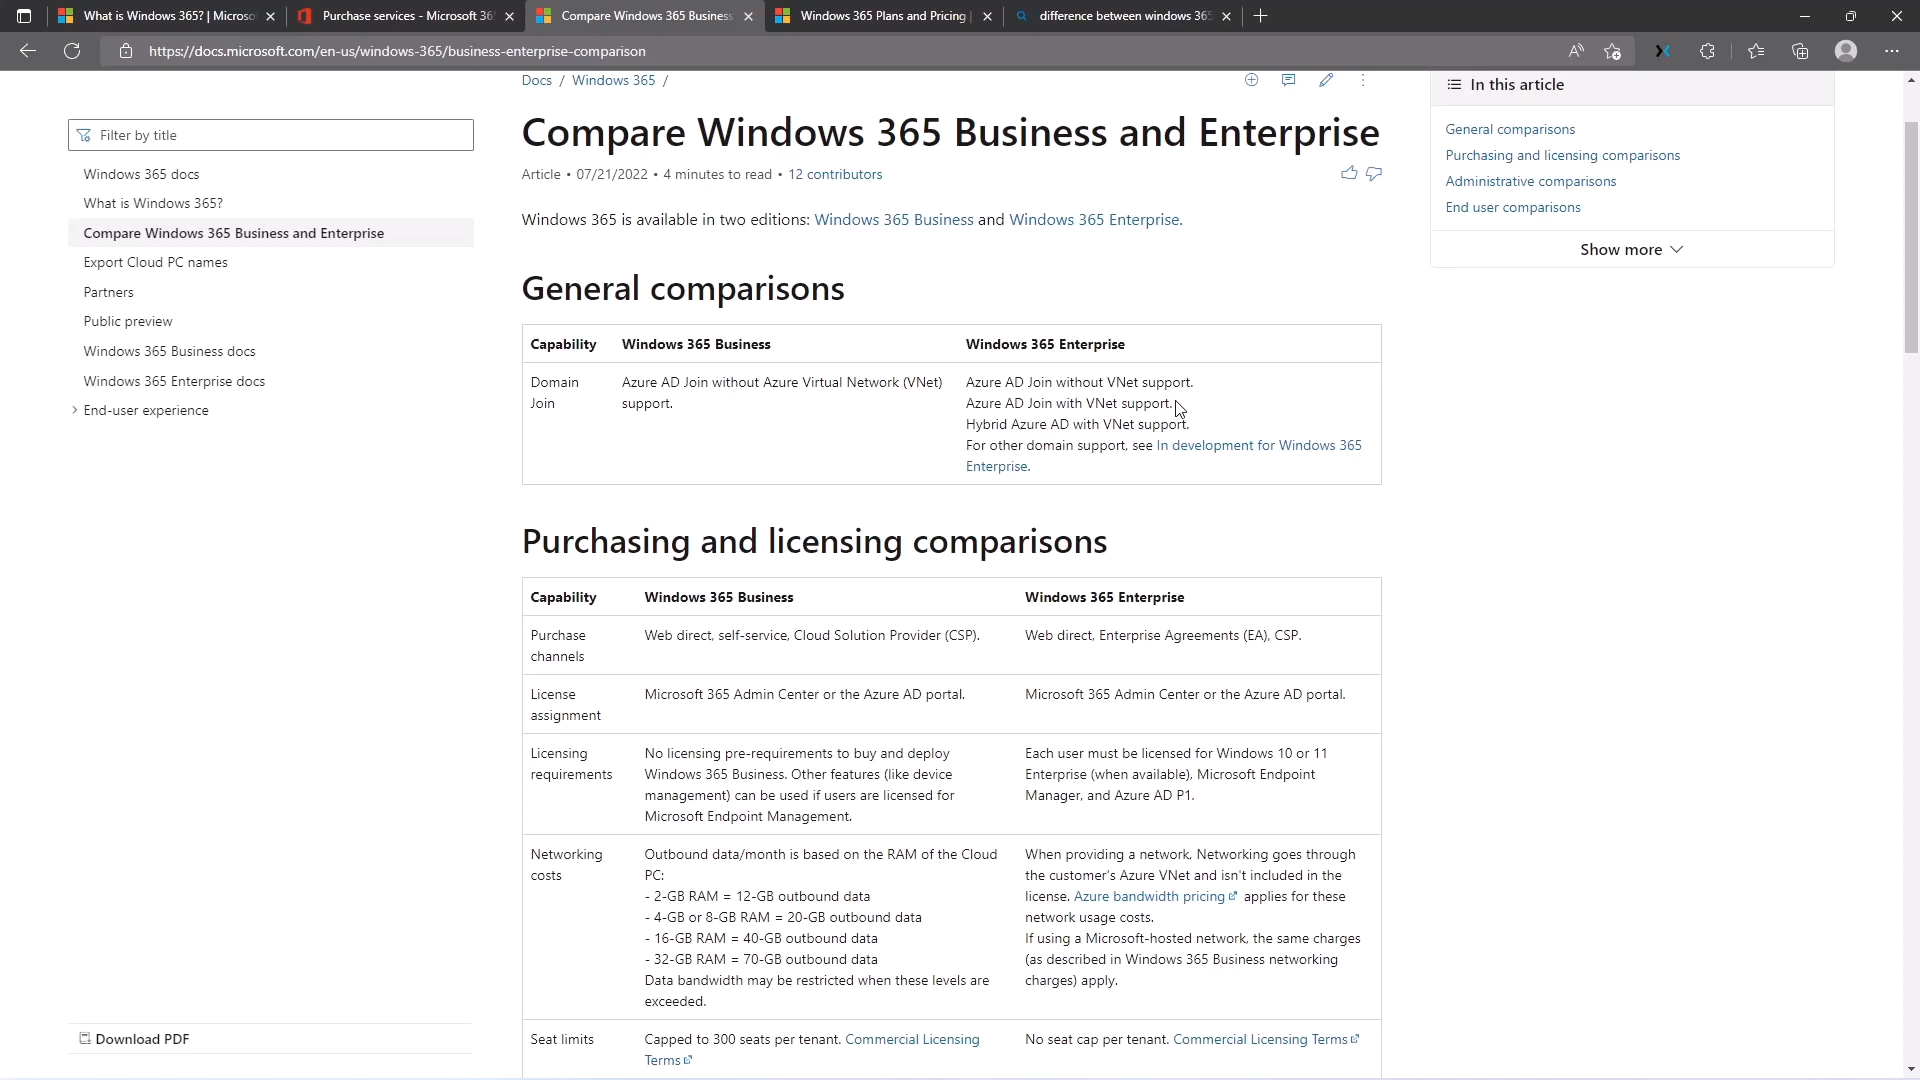 What is Windows 365? | Microso
Purchase services - Microsoft 36
Compare Windows 365 Business
Windows 365 Plans and Pricing |
difference between windows 365
https://docs.microsoft.com/en-us/windows-365/business-enterprise-comparison
Filter by title
Windows 365 docs
What is Windows 365?
Compare Windows 365 Business and Enterprise
Export Cloud PC names
Partners
Public preview
Windows 365 Business docs
Windows 365 Enterprise docs
End-user experience
Download PDF
Docs / Windows 365 /
Compare Windows 365 Business and Enterprise
Article • 07/21/2022 • 4 minutes to read • 12 contributors
Windows 365 is available in two editions: Windows 365 Business and Windows 365 Enterprise.
General comparisons
Capability Windows 365 Business Windows 365 Enterprise
Domain
Join
Azure AD Join without Azure Virtual Network (VNet)
support.
Azure AD Join without VNet support.
Azure AD Join with VNet support.
Hybrid Azure AD with VNet support.
For other domain support, see In development for Windows 365
Enterprise.
Purchasing and licensing comparisons
Capability Windows 365 Business Windows 365 Enterprise
Purchase
channels
Web direct, self-service, Cloud Solution Provider (CSP).
Web direct, Enterprise Agreements (EA), CSP.
License
assignment
Microsoft 365 Admin Center or the Azure AD portal.
Microsoft 365 Admin Center or the Azure AD portal.
Licensing
requirements
No licensing pre-requirements to buy and deploy
Windows 365 Business. Other features (like device
management) can be used if users are licensed for
Microsoft Endpoint Management.
Each user must be licensed for Windows 10 or 11
Enterprise (when available), Microsoft Endpoint
Manager, and Azure AD P1.
Networking
costs
Outbound data/month is based on the RAM of the Cloud
PC:
- 2-GB RAM = 12-GB outbound data
- 4-GB or 8-GB RAM = 20-GB outbound data
- 16-GB RAM = 40-GB outbound data
- 32-GB RAM = 70-GB outbound data
Data bandwidth may be restricted when these levels are
exceeded.
When providing a network, Networking goes through
the customer's Azure VNet and isn't included in the
license. Azure bandwidth pricing applies for these
network usage costs.
If using a Microsoft-hosted network, the same charges
(as described in Windows 365 Business networking
charges) apply.
Seat limits
Capped to 300 seats per tenant. Commercial Licensing
Terms
No seat cap per tenant. Commercial Licensing Terms
In this article
General comparisons
Purchasing and licensing comparisons
Administrative comparisons
End user comparisons
Show more